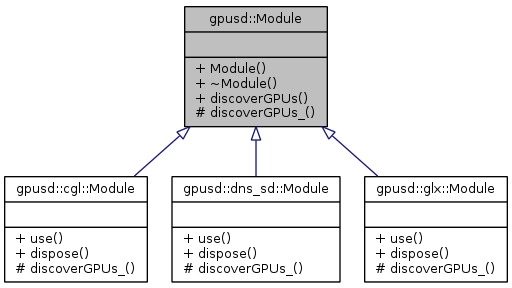 gpusd::Module
+ Module()
+ ~Module()
+ discoverGPUs()
# discoverGPUs_()
gpusd::cgl::Module
+ use()
+ dispose()
# discoverGPUs_()
gpusd::dns_sd::Module
+ use()
+ dispose()
# discoverGPUs_()
gpusd::glx::Module
+ use()
+ dispose()
# discoverGPUs_()